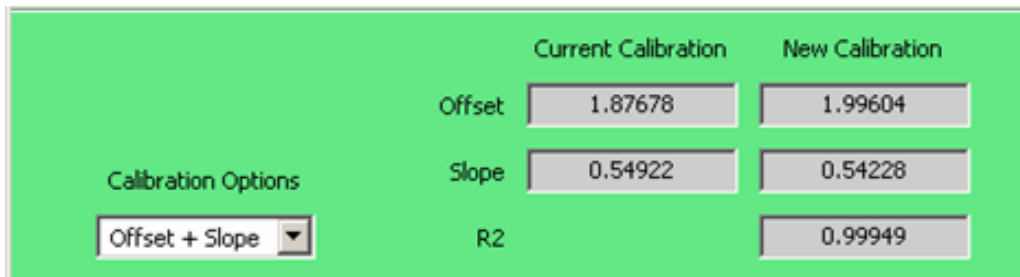 Current Calibration New Calibration
Offset 1.87678 1.99604
Slope 0.54922 0.54228
Calibration Options
Offset + Slope R2 0.99949